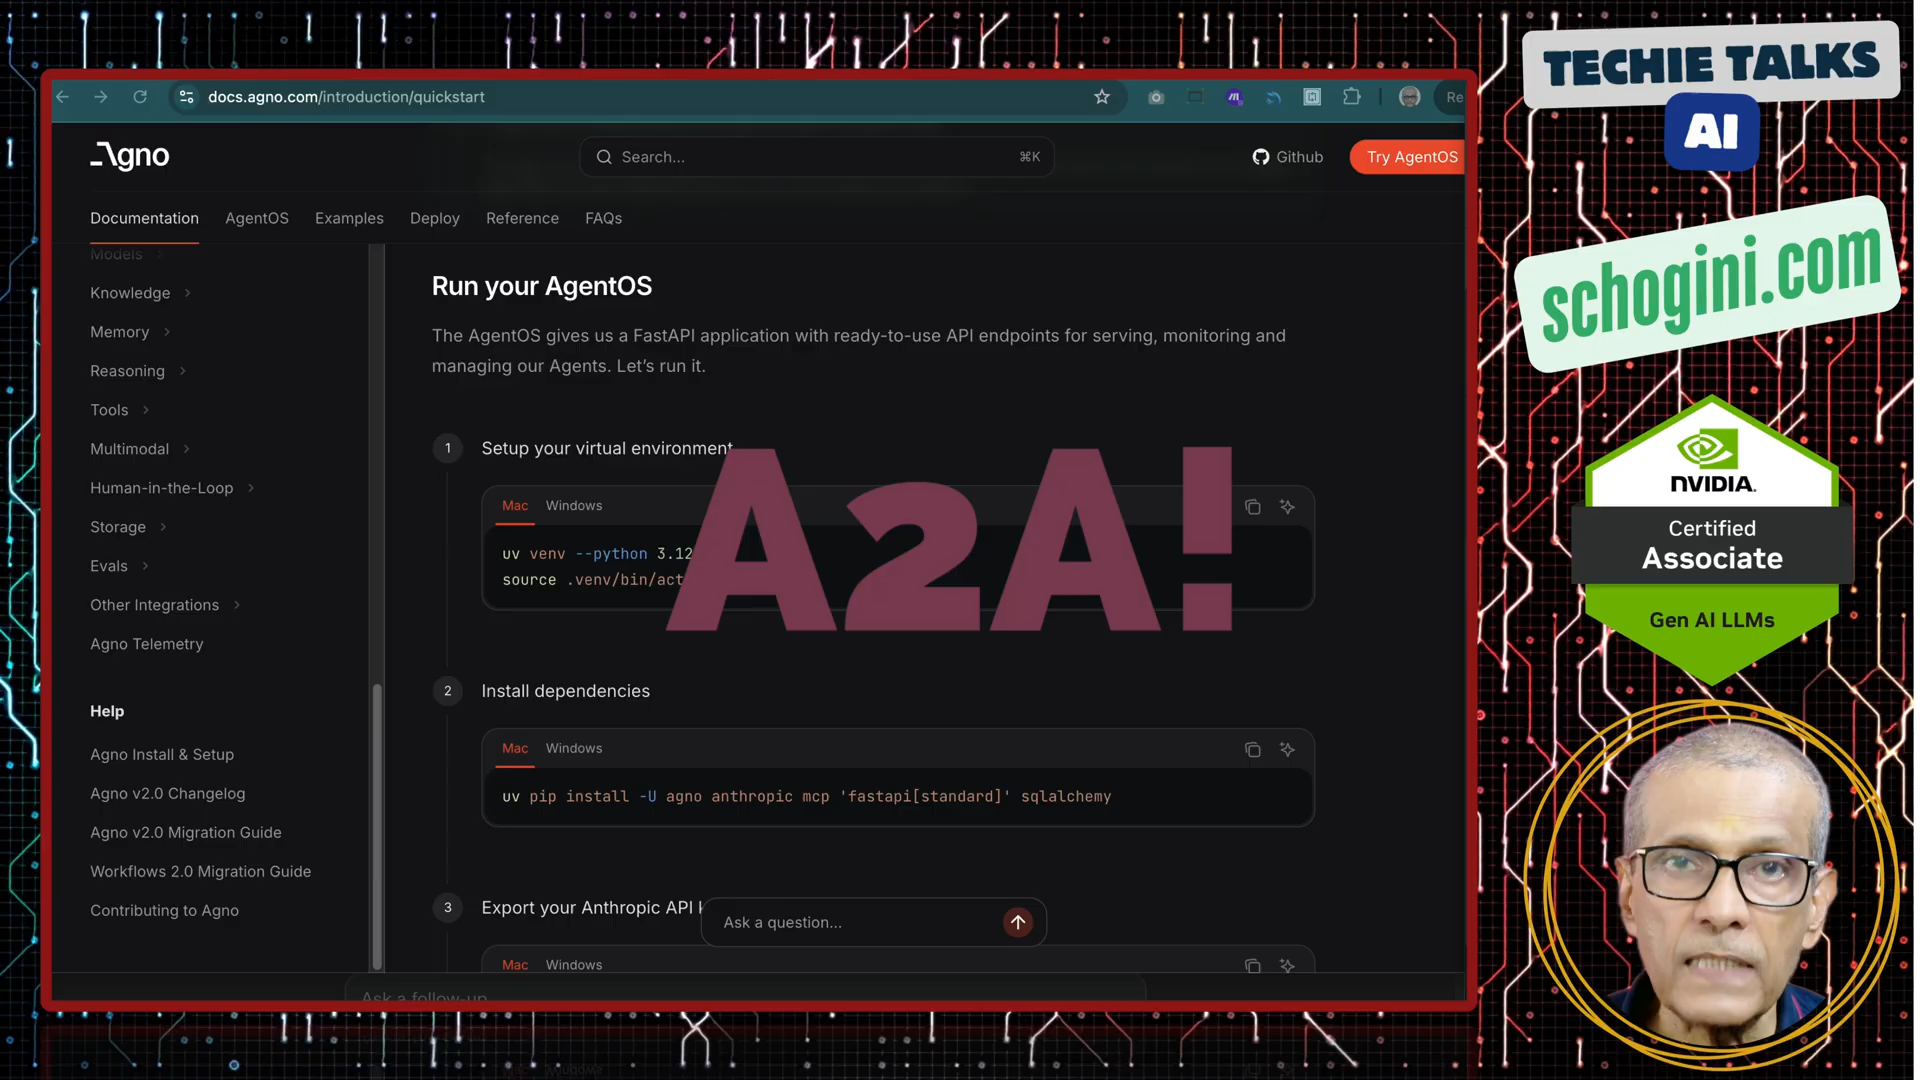 docs.agno.com/introduction/quickstart
Re
Agno
Search...
⌘K
Github
Try AgentOS
Documentation
AgentOS
Examples
Deploy
Reference
FAQs
Models
Knowledge
Memory
Reasoning
Tools
Multimodal
Human-in-the-Loop
Storage
Evals
Other Integrations
Agno Telemetry
Help
Agno Install & Setup
Agno v2.0 Changelog
Agno v2.0 Migration Guide
Workflows 2.0 Migration Guide
Contributing to Agno
Run your AgentOS
The AgentOS gives us a FastAPI application with ready-to-use API endpoints for serving, monitoring and
managing our Agents. Let's run it.
1
Setup your virtual environment
Mac
Windows
uv venv --python 3.12
source .venv/bin/act
A2A!
2
Install dependencies
Mac
Windows
uv pip install -U agno anthropic mcp 'fastapi[standard]' sqlalchemy
3
Export your Anthropic API
Ask a question...
Mac
Windows
Ask a follow-up
TECHIE TALKS
AI
schogini.com
NVIDIA.
Certified
Associate
Gen AI LLMs